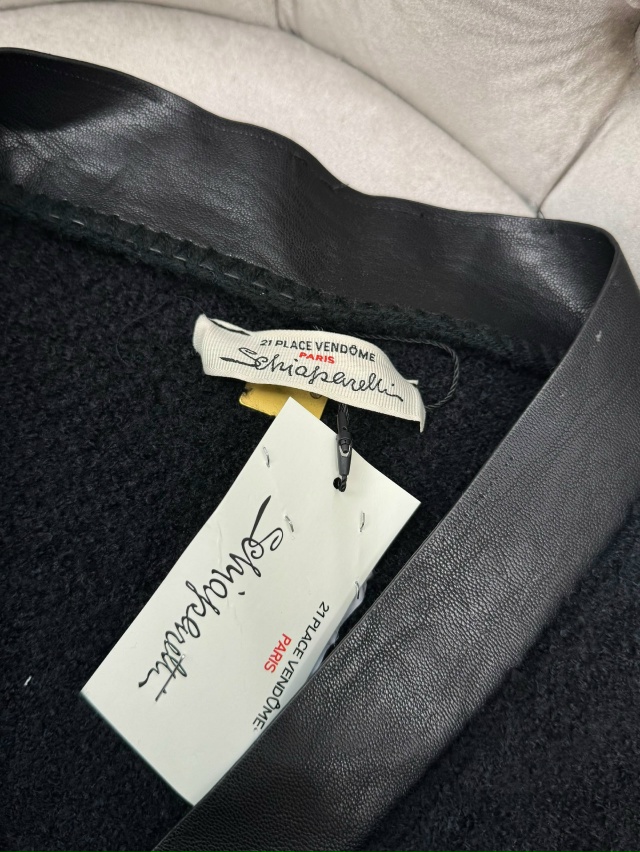 21 PLACE VENDÔME
PARIS
Schiaparelli
Schiaparelli
21 PLACE VENDÔME
PARIS